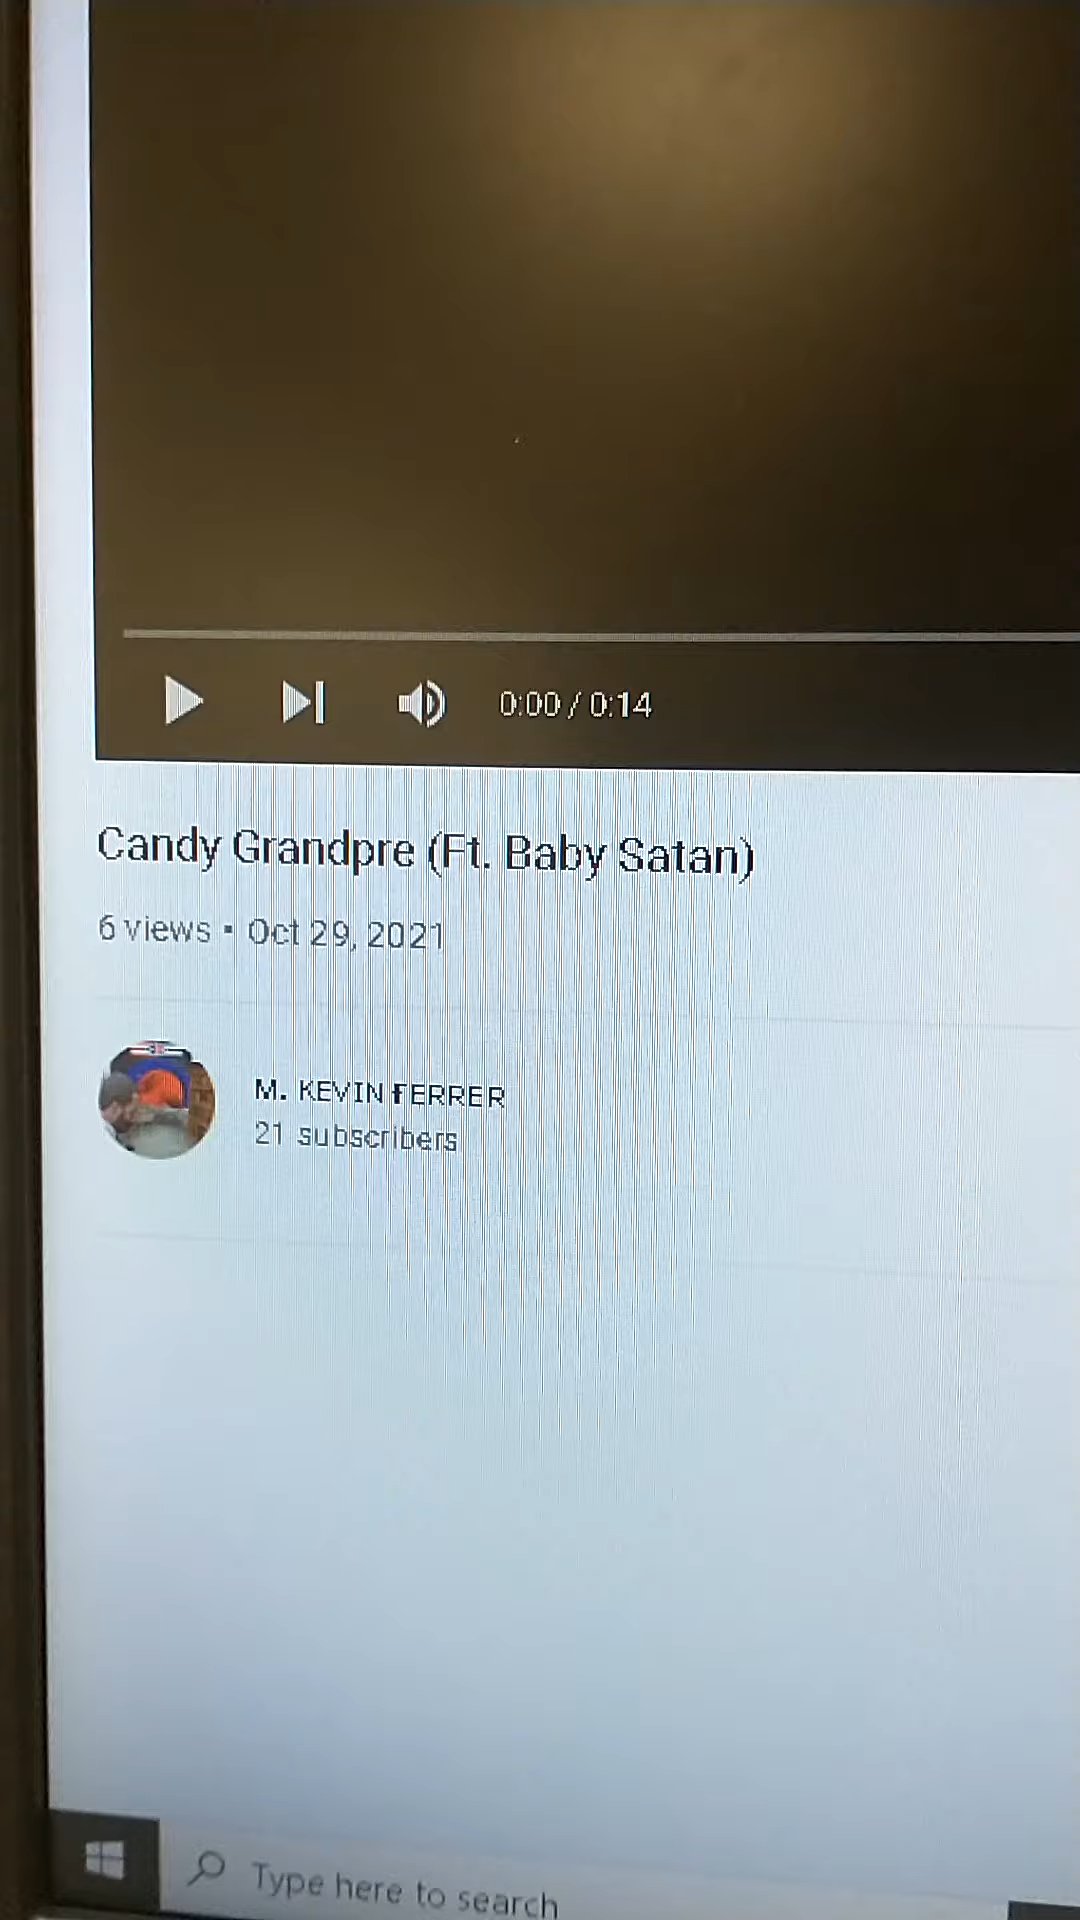 0:00 / 0:14
Candy Grandpre (Ft. Baby Satan)
6 views • Oct 29, 2021
M. KEVIN FERRER
21 subscribers
Type here to search